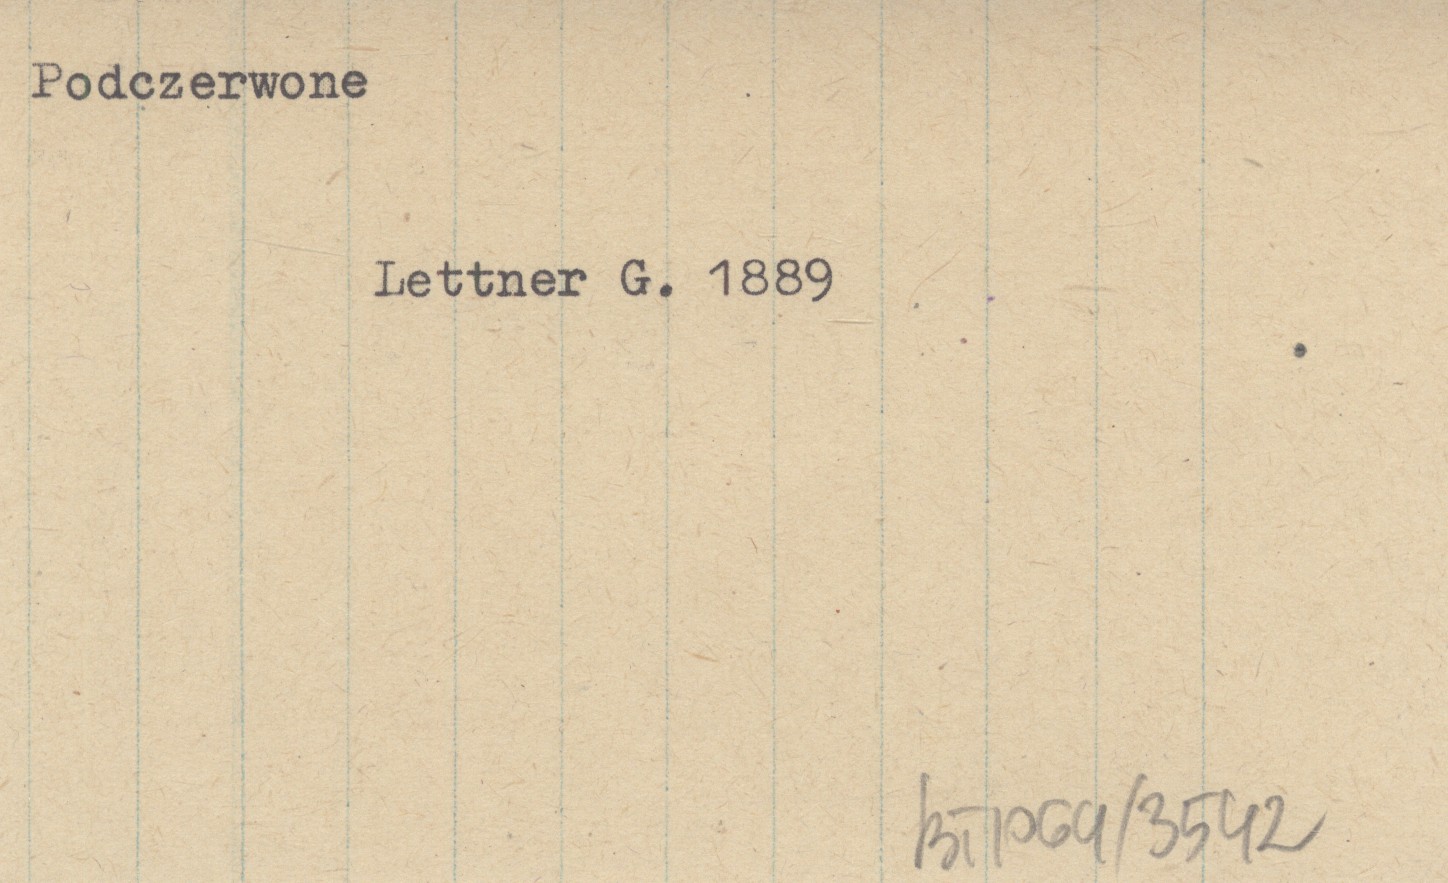 Podczerwone
Lettner G. 1889
BT1069/3542